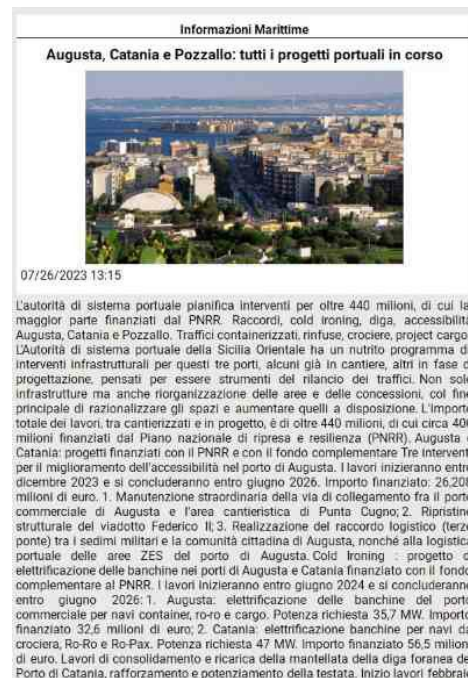 Informazioni Marittime
Augusta, Catania e Pozzallo: tutti i progetti portuali in corso
07/26/2023 13:15
L'autorità di sistema portuale pianifica interventi per oltre 440 milioni, di cui la
maggior parte finanziati dal PNRR. Raccordi, cold ironing, diga, accessibilità
Augusta, Catania e Pozzallo. Traffici containerizzati, rinfuse, crociere, project cargo.
L'Autorità di sistema portuale della Sicilia Orientale ha un nutrito programma di
interventi infrastrutturali per questi tre porti, alcuni già in cantiere, altri in fase di
progettazione, pensati per essere strumenti del rilancio dei traffici. Non solo
infrastrutture ma anche riorganizzazione delle aree e delle concessioni, col fine
principale di razionalizzare gli spazi e aumentare quelli a disposizione. L'importo
totale dei lavori, tra cantierizzati e in progetto, è di oltre 440 milioni, di cui circa 400
milioni finanziati dal Piano nazionale di ripresa e resilienza (PNRR). Augusta e
Catania: progetti finanziati con il PNRR e con il fondo complementare Tre interventi
per il miglioramento dell'accessibilità nel porto di Augusta. I lavori inizieranno entro
dicembre 2023 e si concluderanno entro giugno 2026. Importo finanziato: 26,208
milioni di euro. 1. Manutenzione straordinaria della via di collegamento fra il porto
commerciale di Augusta e l'area cantieristica di Punta Cugno; 2. Ripristino
strutturale del viadotto Federico II; 3. Realizzazione del raccordo logistico (terzo
ponte) tra i sedimi militari e la comunità cittadina di Augusta, nonché alla logistica
portuale delle aree ZES del porto di Augusta. Cold Ironing : progetto di
elettrificazione delle banchine nei porti di Augusta e Catania finanziato con il fondo
complementare al PNRR. I lavori inizieranno entro giugno 2024 e si concluderanno
entro giugno 2026: 1. Augusta: elettrificazione delle banchine del porto
commerciale per navi container, ro-ro e cargo. Potenza richiesta 35,7 MW. Importo
finanziato 32,6 milioni di euro; 2. Catania: elettrificazione banchine per navi da
crociera, Ro-Ro e Ro-Pax. Potenza richiesta 47 MW. Importo finanziato 56,5 milioni
di euro. Lavori di consolidamento e ricarica della mantellata della diga foranea del
Porto di Catania, rafforzamento e potenziamento della testata. Inizio lavori febbraio